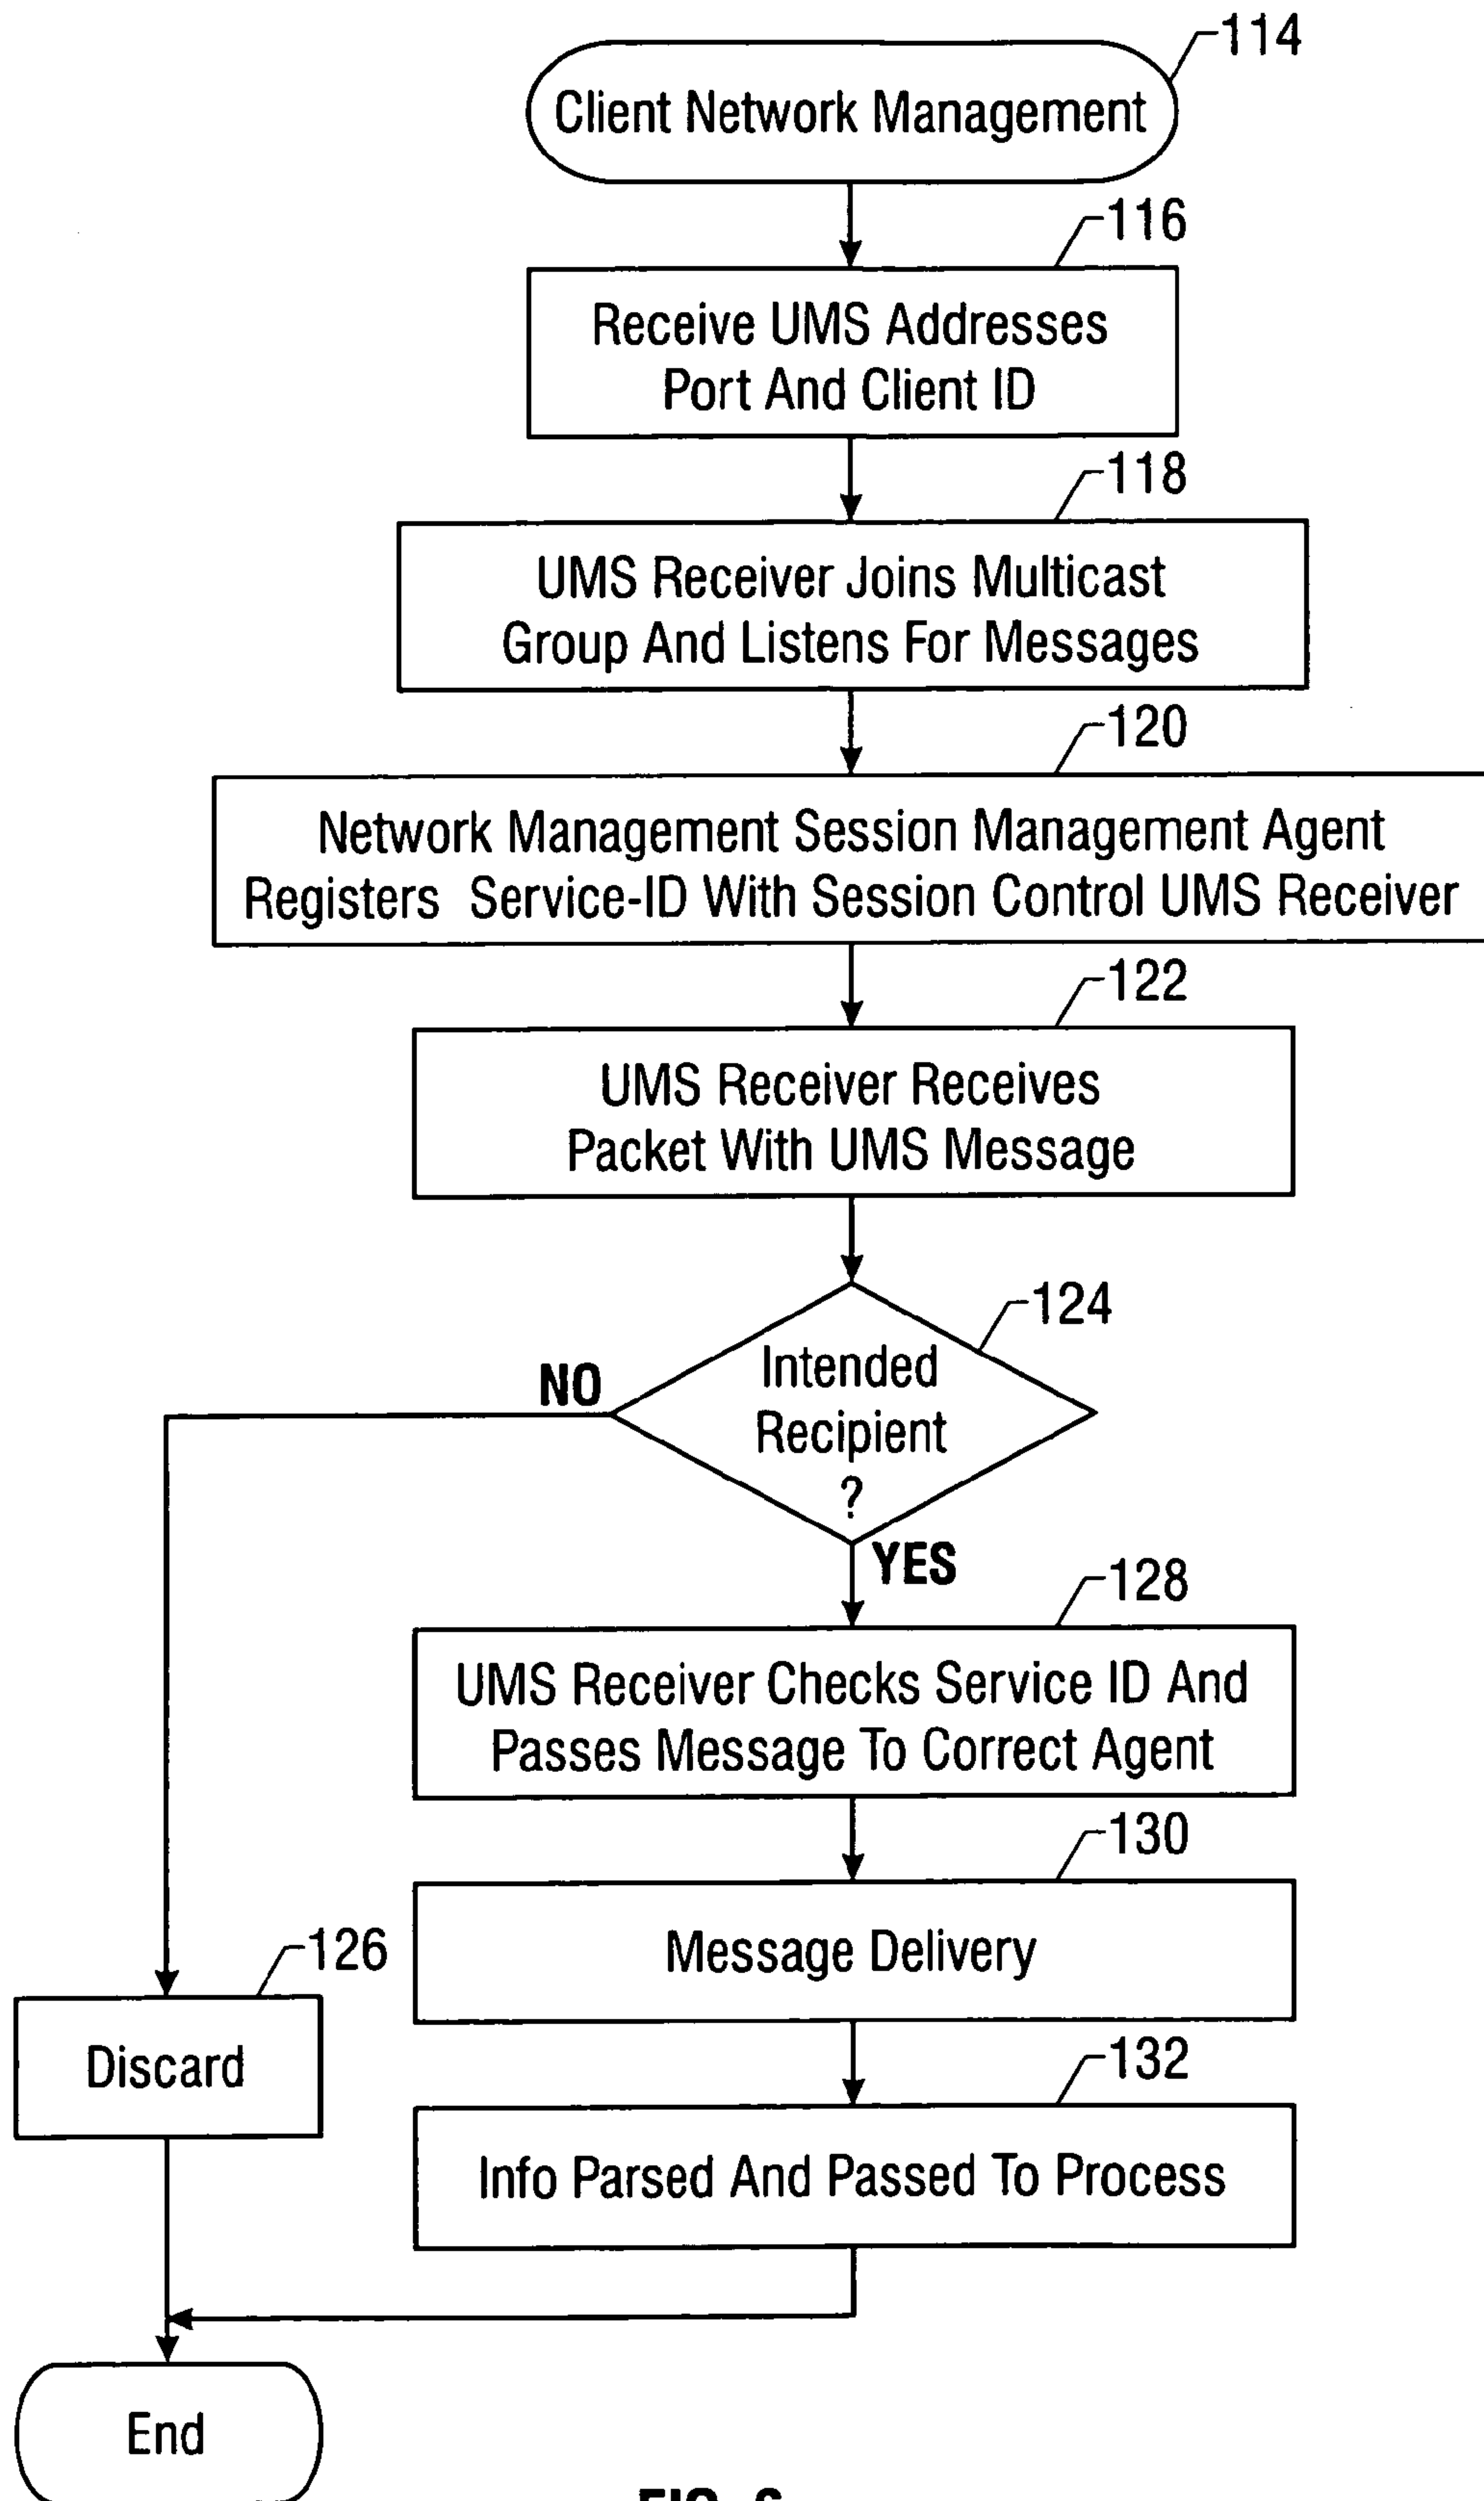 114
Client Network Management
116
Receive UMS Addresses
Port And Client ID
118
UMS Receiver Joins Multicast
Group And Listens For Messages
120
Network Management Session Management Agent
Registers Service-ID With Session Control UMS Receiver
122
UMS Receiver Receives
Packet With UMS Message
124
Intended
Recipient
?
NO
YES
128
UMS Receiver Checks Service ID And
Passes Message To Correct Agent
130
Message Delivery
126
Discard
132
Info Parsed And Passed To Process
End